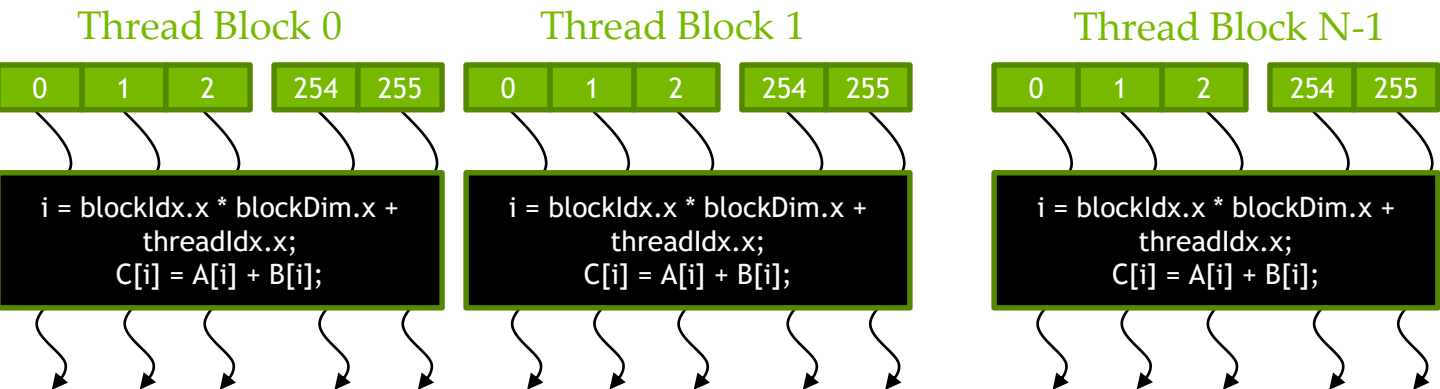 Thread Block 0
0 1 2 254 255
i = blockIdx.x * blockDim.x +
threadIdx.x;
C[i] = A[i] + B[i];
Thread Block 1
0 1 2 254 255
i = blockIdx.x * blockDim.x +
threadIdx.x;
C[i] = A[i] + B[i];
Thread Block N-1
0 1 2 254 255
i = blockIdx.x * blockDim.x +
threadIdx.x;
C[i] = A[i] + B[i];